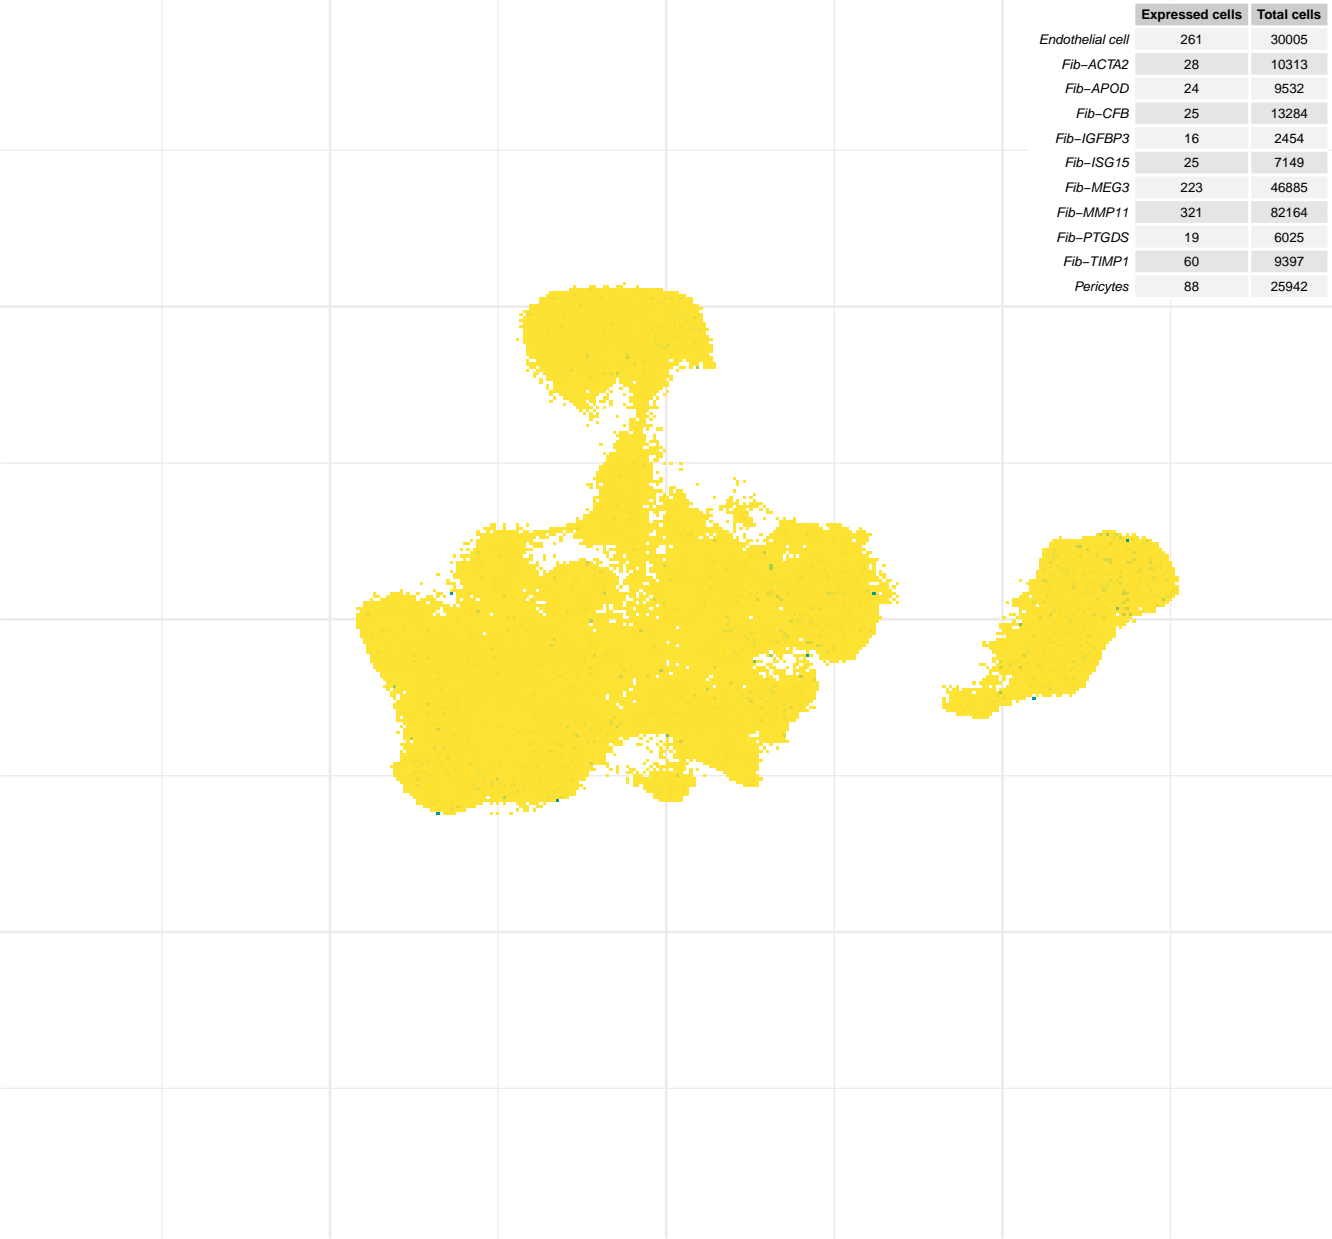 Expressed cells Total cells
Endothelial cell 261 30005
Fib−ACTA2 28 10313
Fib−APOD 24 9532
Fib−CFB 25 13284
Fib−IGFBP3 16 2454
Fib−ISG15 25 7149
Fib−MEG3 223 46885
Fib−MMP11 321 82164
Fib−PTGDS 19 6025
Fib−TIMP1 60 9397
Pericytes 88 25942